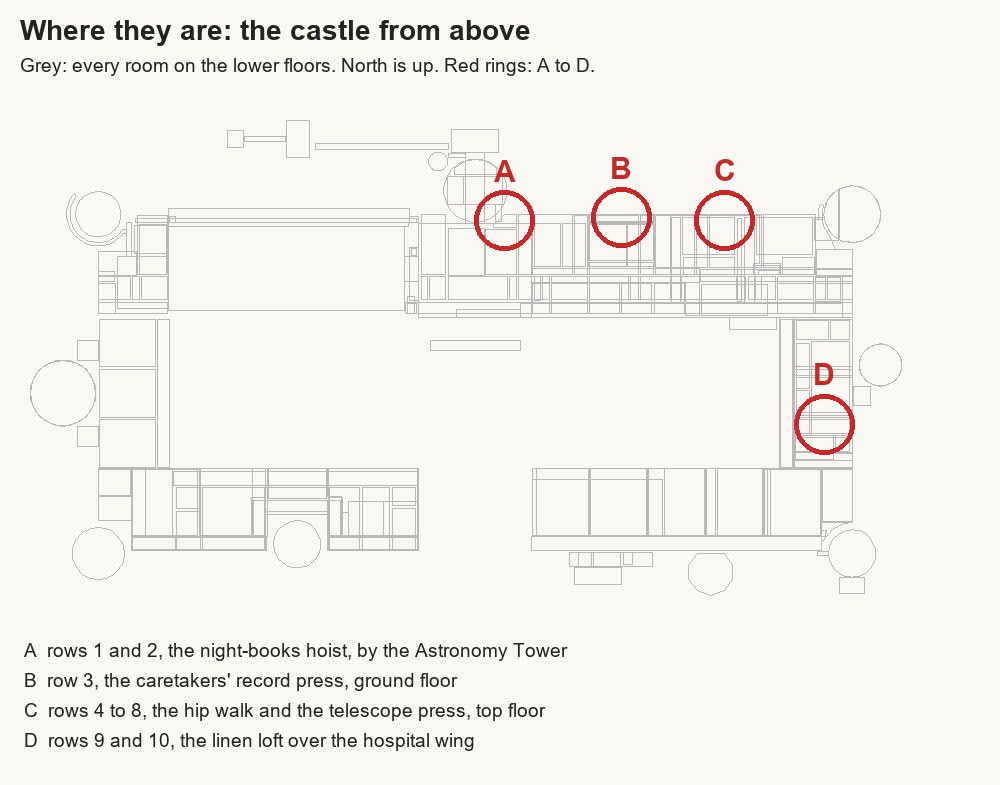 Where they are: the castle from above
Grey: every room on the lower floors. North is up. Red rings: A to D.
A
B
C
D
A rows 1 and 2, the night-books hoist, by the Astronomy Tower
B row 3, the caretakers' record press, ground floor
C rows 4 to 8, the hip walk and the telescope press, top floor
D rows 9 and 10, the linen loft over the hospital wing